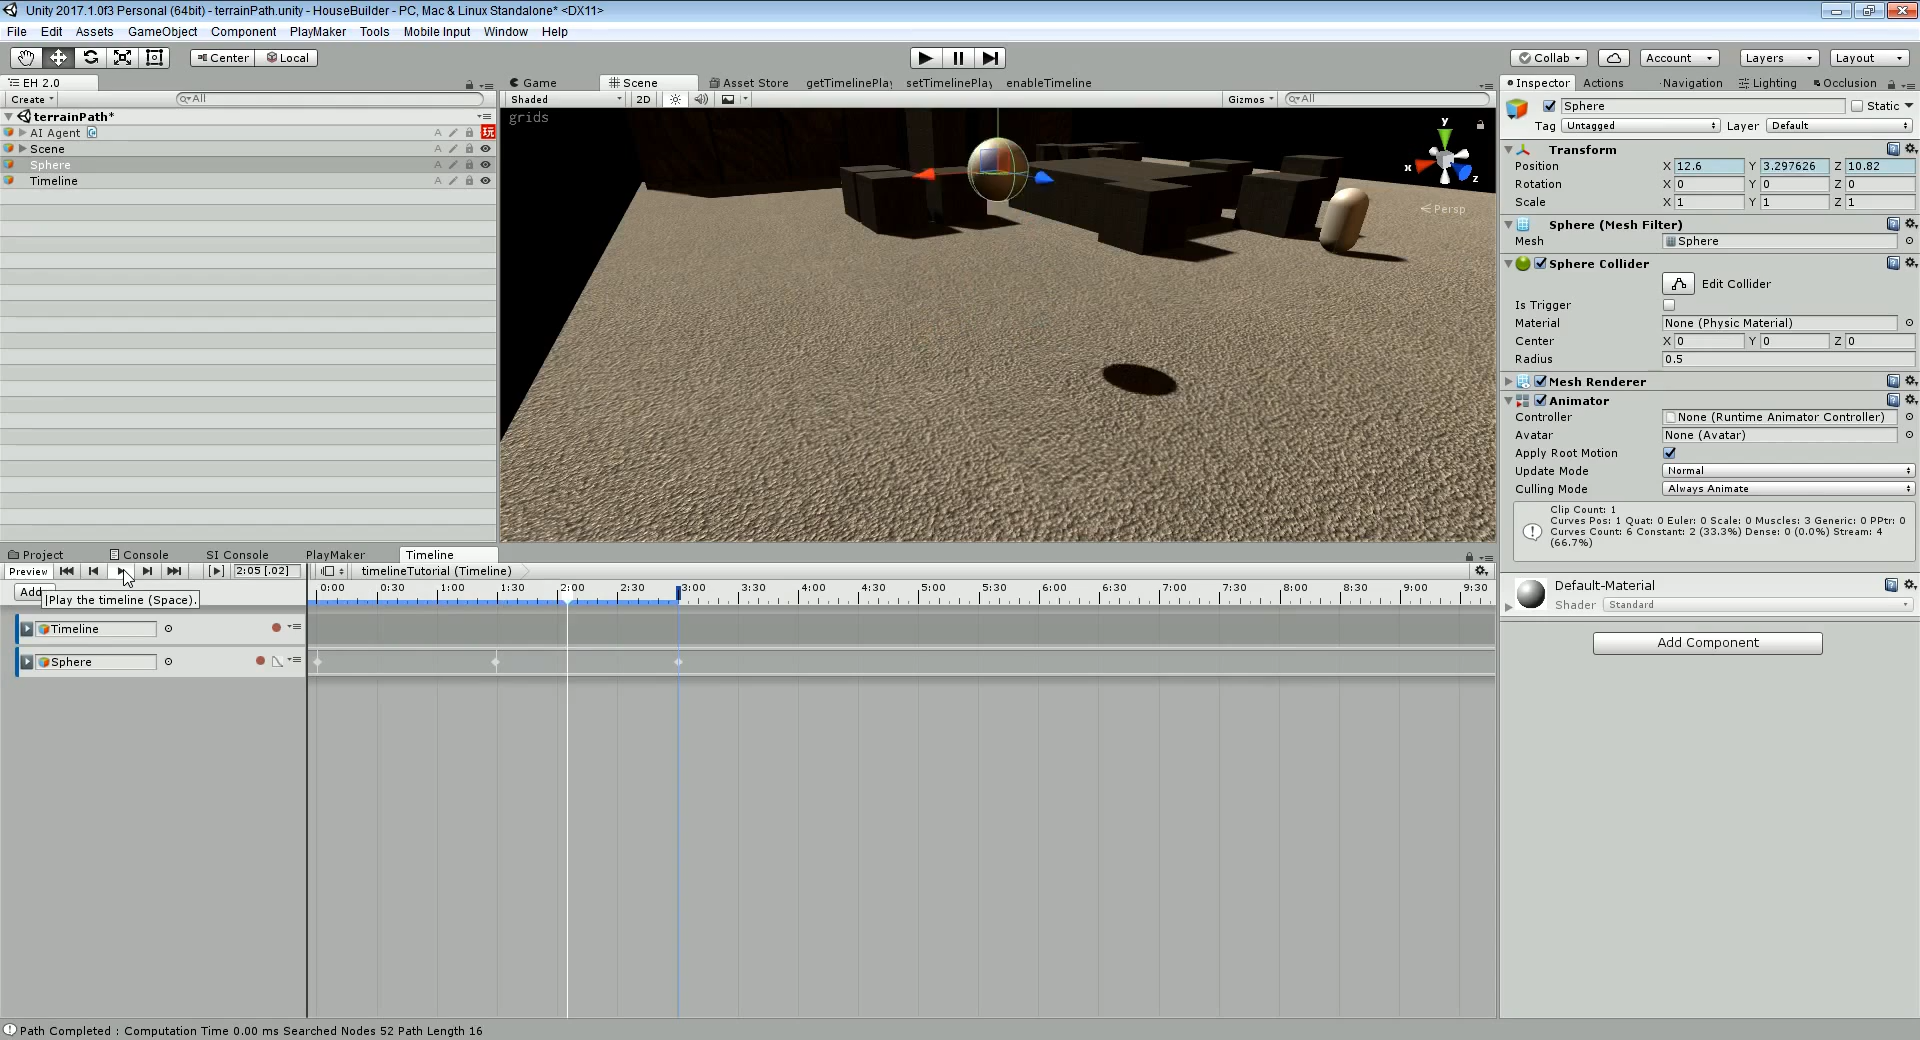 Unity 2017.1.0f3 Personal (64bit) - terrainPath.unity - HouseBuilder - PC, Mac & Linux Standalone* <DX11>
File Edit Assets GameObject Component PlayMaker Tools Mobile Input Window Help
Center Local Collab Account Layers Layout
EH 2.0
Create All
terrainPath*
AI Agent A 玩
Scene A
Sphere A
Timeline A
Game Scene Asset Store getTimelinePla setTimelinePla enableTimeline
Shaded 2D Gizmos All
grids
y
x
z
Persp
Inspector Actions Navigation Lighting Occlusion
Sphere Static
Tag Untagged Layer Default
Transform
Position X 12.6 Y 3.297626 Z 10.82
Rotation X 0 Y 0 Z 0
Scale X 1 Y 1 Z 1
Sphere (Mesh Filter)
Mesh Sphere
Sphere Collider
Edit Collider
Is Trigger
Material None (Physic Material)
Center X 0 Y 0 Z 0
Radius 0.5
Mesh Renderer
Animator
Controller None (Runtime Animator Controller)
Avatar None (Avatar)
Apply Root Motion
Update Mode Normal
Culling Mode Always Animate
Clip Count: 1
Curves Pos: 1 Quat: 0 Euler: 0 Scale: 0 Muscles: 3 Generic: 0 PPtr: 0
Curves Count: 6 Constant: 2 (33.3%) Dense: 0 (0.0%) Stream: 4
(66.7%)
Default-Material
Shader Standard
Add Component
Project Console SI Console PlayMaker Timeline
Preview 2:05 [.02] timelineTutorial (Timeline)
Add
Play the timeline (Space).
0:00 0:30 1:00 1:30 2:00 2:30 3:00 3:30 4:00 4:30 5:00 5:30 6:00 6:30 7:00 7:30 8:00 8:30 9:00 9:30
Timeline
Sphere
Path Completed : Computation Time 0.00 ms Searched Nodes 52 Path Length 16